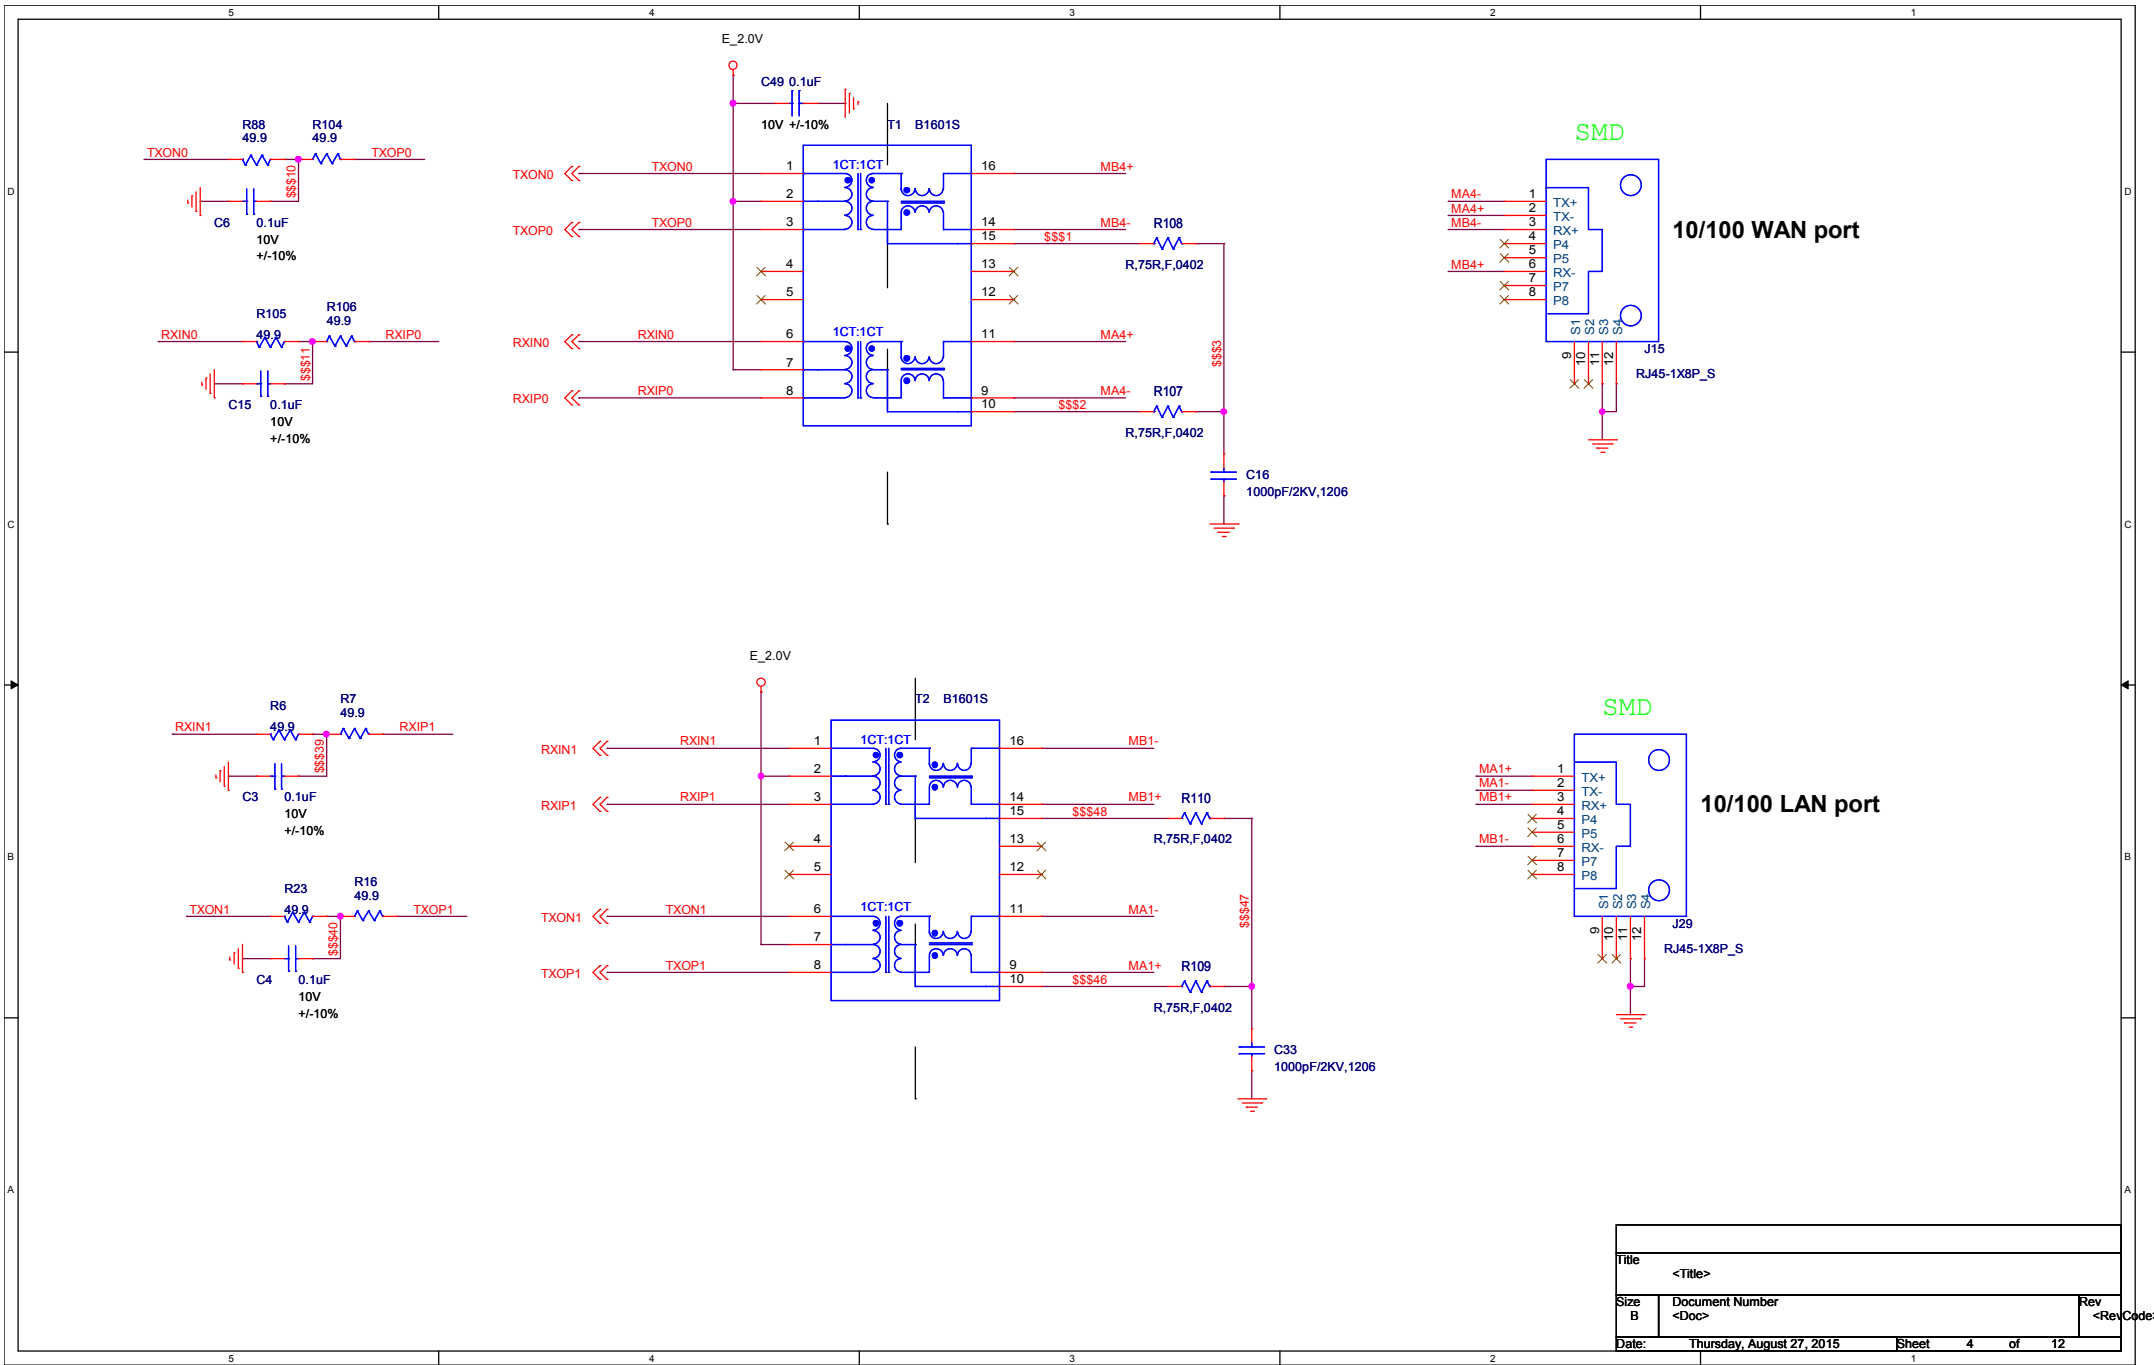 5 4 3 2 1
E_2.0V
C49 0.1uF
10V +/-10%
T1 B1601S
R88
49.9
R104
49.9
TXON0
TXOP0
$$$10
C6
0.1uF
10V
+/-10%
R105
49.9
R106
49.9
RXIN0
RXIP0
$$$11
C15
0.1uF
10V
+/-10%
TXON0 TXON0 1 1CT:1CT 16 MB4+
2
TXOP0 TXOP0 3 14 MB4-
15 $$$1
R108
R,75R,F,0402
4 13
5 12
RXIN0 RXIN0 6 1CT:1CT 11 MA4+
7
RXIP0 RXIP0 8 9 MA4-
10 $$$2
R107
R,75R,F,0402
$$$3
C16
1000pF/2KV,1206
SMD
MA4- 1 TX+
MA4+ 2 TX-
MB4- 3 RX+
4 P4
5 P5
MB4+ 6 RX-
7 P7
8 P8
S1 S2 S3 S4
9 10 11 12
J15
RJ45-1X8P_S
10/100 WAN port
D D
C C
E_2.0V
T2 B1601S
R6
49.9
R7
49.9
RXIN1
RXIP1
$$$39
C3
0.1uF
10V
+/-10%
R23
49.9
R16
49.9
TXON1
TXOP1
$$$40
C4
0.1uF
10V
+/-10%
RXIN1 RXIN1 1 1CT:1CT 16 MB1-
2
RXIP1 RXIP1 3 14 MB1+
15 $$$48
R110
R,75R,F,0402
4 13
5 12
TXON1 TXON1 6 1CT:1CT 11 MA1-
7
TXOP1 TXOP1 8 9 MA1+
10 $$$46
R109
R,75R,F,0402
$$$47
C33
1000pF/2KV,1206
SMD
MA1+ 1 TX+
MA1- 2 TX-
MB1+ 3 RX+
4 P4
5 P5
MB1- 6 RX-
7 P7
8 P8
S1 S2 S3 S4
9 10 11 12
J29
RJ45-1X8P_S
10/100 LAN port
B B
A A
Title
<Title>
Size Document Number Rev
B <Doc> <RevCode>
Date: Thursday, August 27, 2015 Sheet 4 of 12
5 4 3 2 1